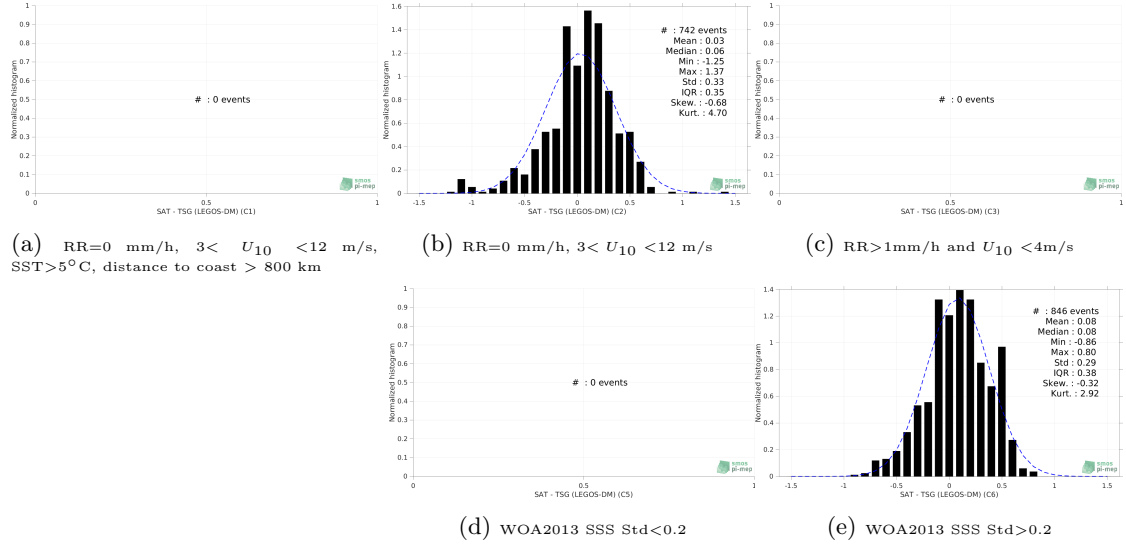 1
0.9
0.8
0.7
0.6
0.5
0.4
0.3
0.2
0.1
0
Normalized histogram
# : 0 events
0
0.5
1
SAT - TSG (LEGOS-DM) (C1)
smos
pi-mep
(a) RR=0 mm/h, 3< U10 <12 m/s,
SST>5°C, distance to coast > 800 km
1.6
1.4
1.2
1
0.8
0.6
0.4
0.2
0
Normalized histogram
# : 742 events
Mean : 0.03
Median : 0.06
Min : -1.25
Max : 1.37
Std : 0.33
IQR : 0.35
Skew. : -0.68
Kurt. : 4.70
-1.5
-1
-0.5
0
0.5
1
1.5
SAT - TSG (LEGOS-DM) (C2)
smos
pi-mep
(b) RR=0 mm/h, 3< U10 <12 m/s
1
0.9
0.8
0.7
0.6
0.5
0.4
0.3
0.2
0.1
0
Normalized histogram
# : 0 events
0
0.5
1
SAT - TSG (LEGOS-DM) (C3)
smos
pi-mep
(c) RR>1mm/h and U10 <4m/s
1
0.9
0.8
0.7
0.6
0.5
0.4
0.3
0.2
0.1
0
Normalized histogram
# : 0 events
0
0.5
1
SAT - TSG (LEGOS-DM) (C5)
smos
pi-mep
(d) WOA2013 SSS Std<0.2
1.4
1.2
1
0.8
0.6
0.4
0.2
0
Normalized histogram
# : 846 events
Mean : 0.08
Median : 0.08
Min : -0.86
Max : 0.80
Std : 0.29
IQR : 0.38
Skew. : -0.32
Kurt. : 2.92
-1.5
-1
-0.5
0
0.5
1
1.5
SAT - TSG (LEGOS-DM) (C6)
smos
pi-mep
(e) WOA2013 SSS Std>0.2